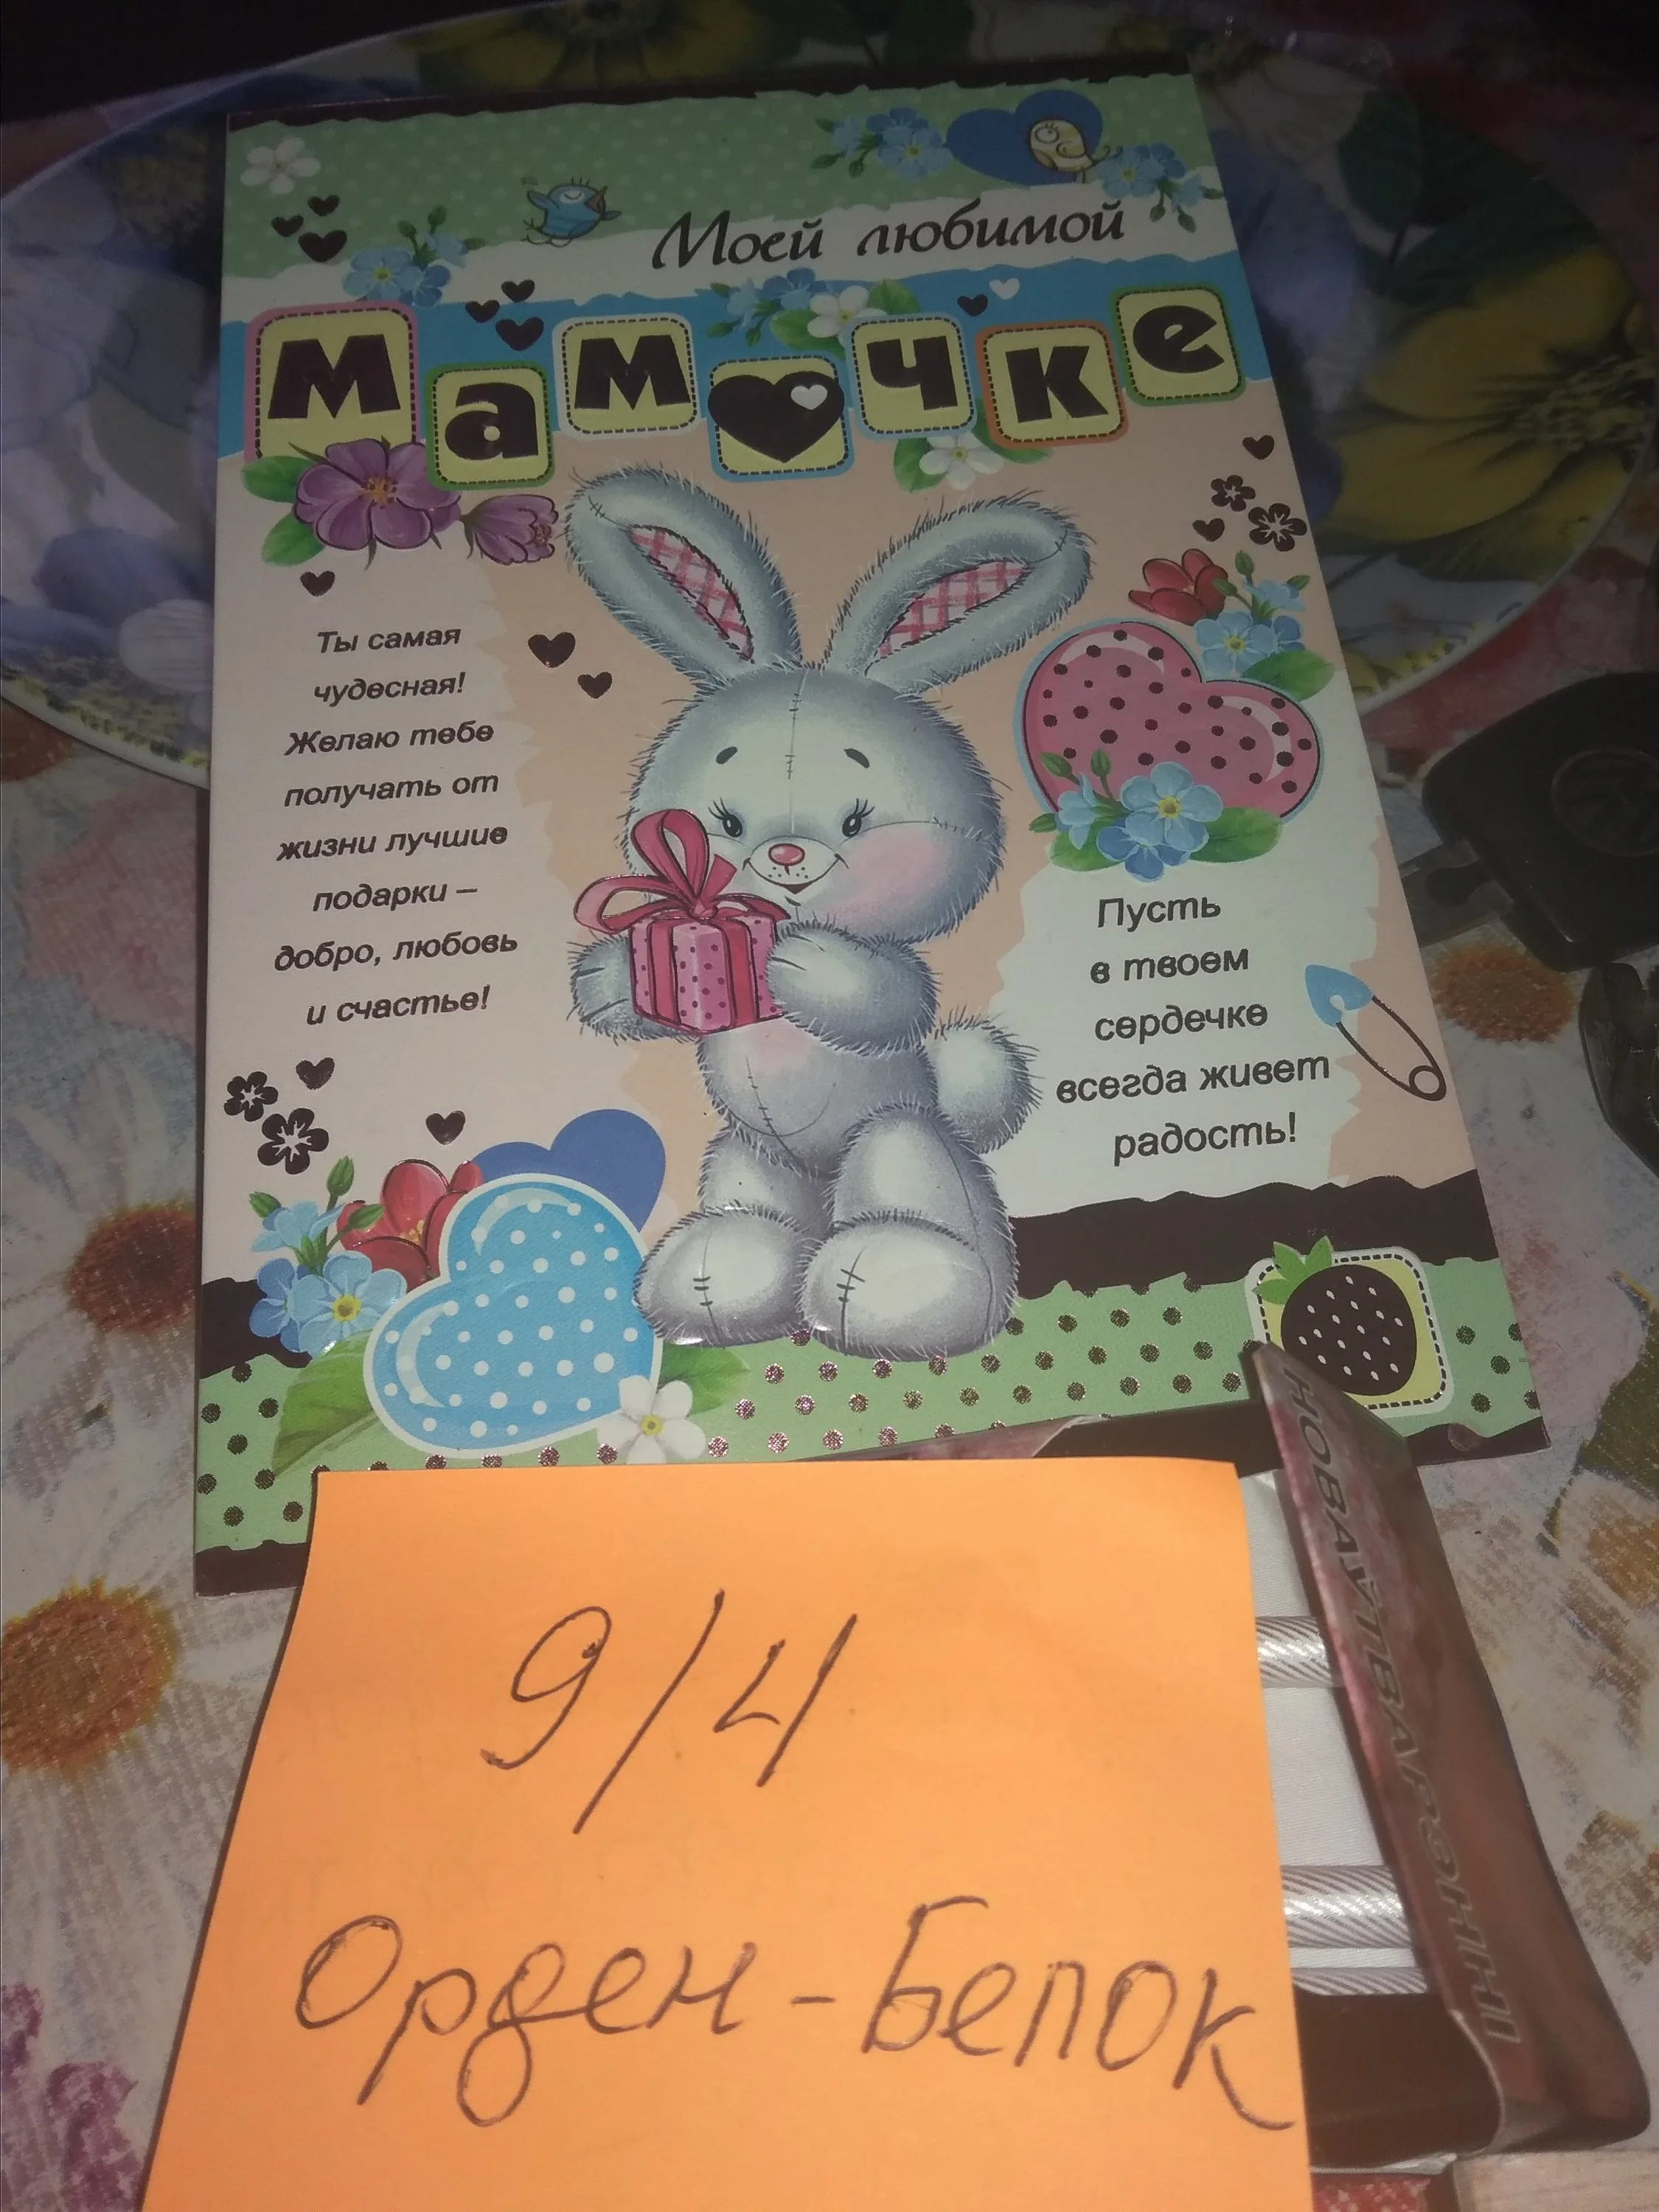 Моей любимой
Мамочке
Ты самая
чудесная!
Желаю тебе
получать от
жизни лучшие
подарки –
добро, любовь
и счастье!
Пусть
в твоем
сердечке
всегда живет
радость!
9/4
Орден-Белок